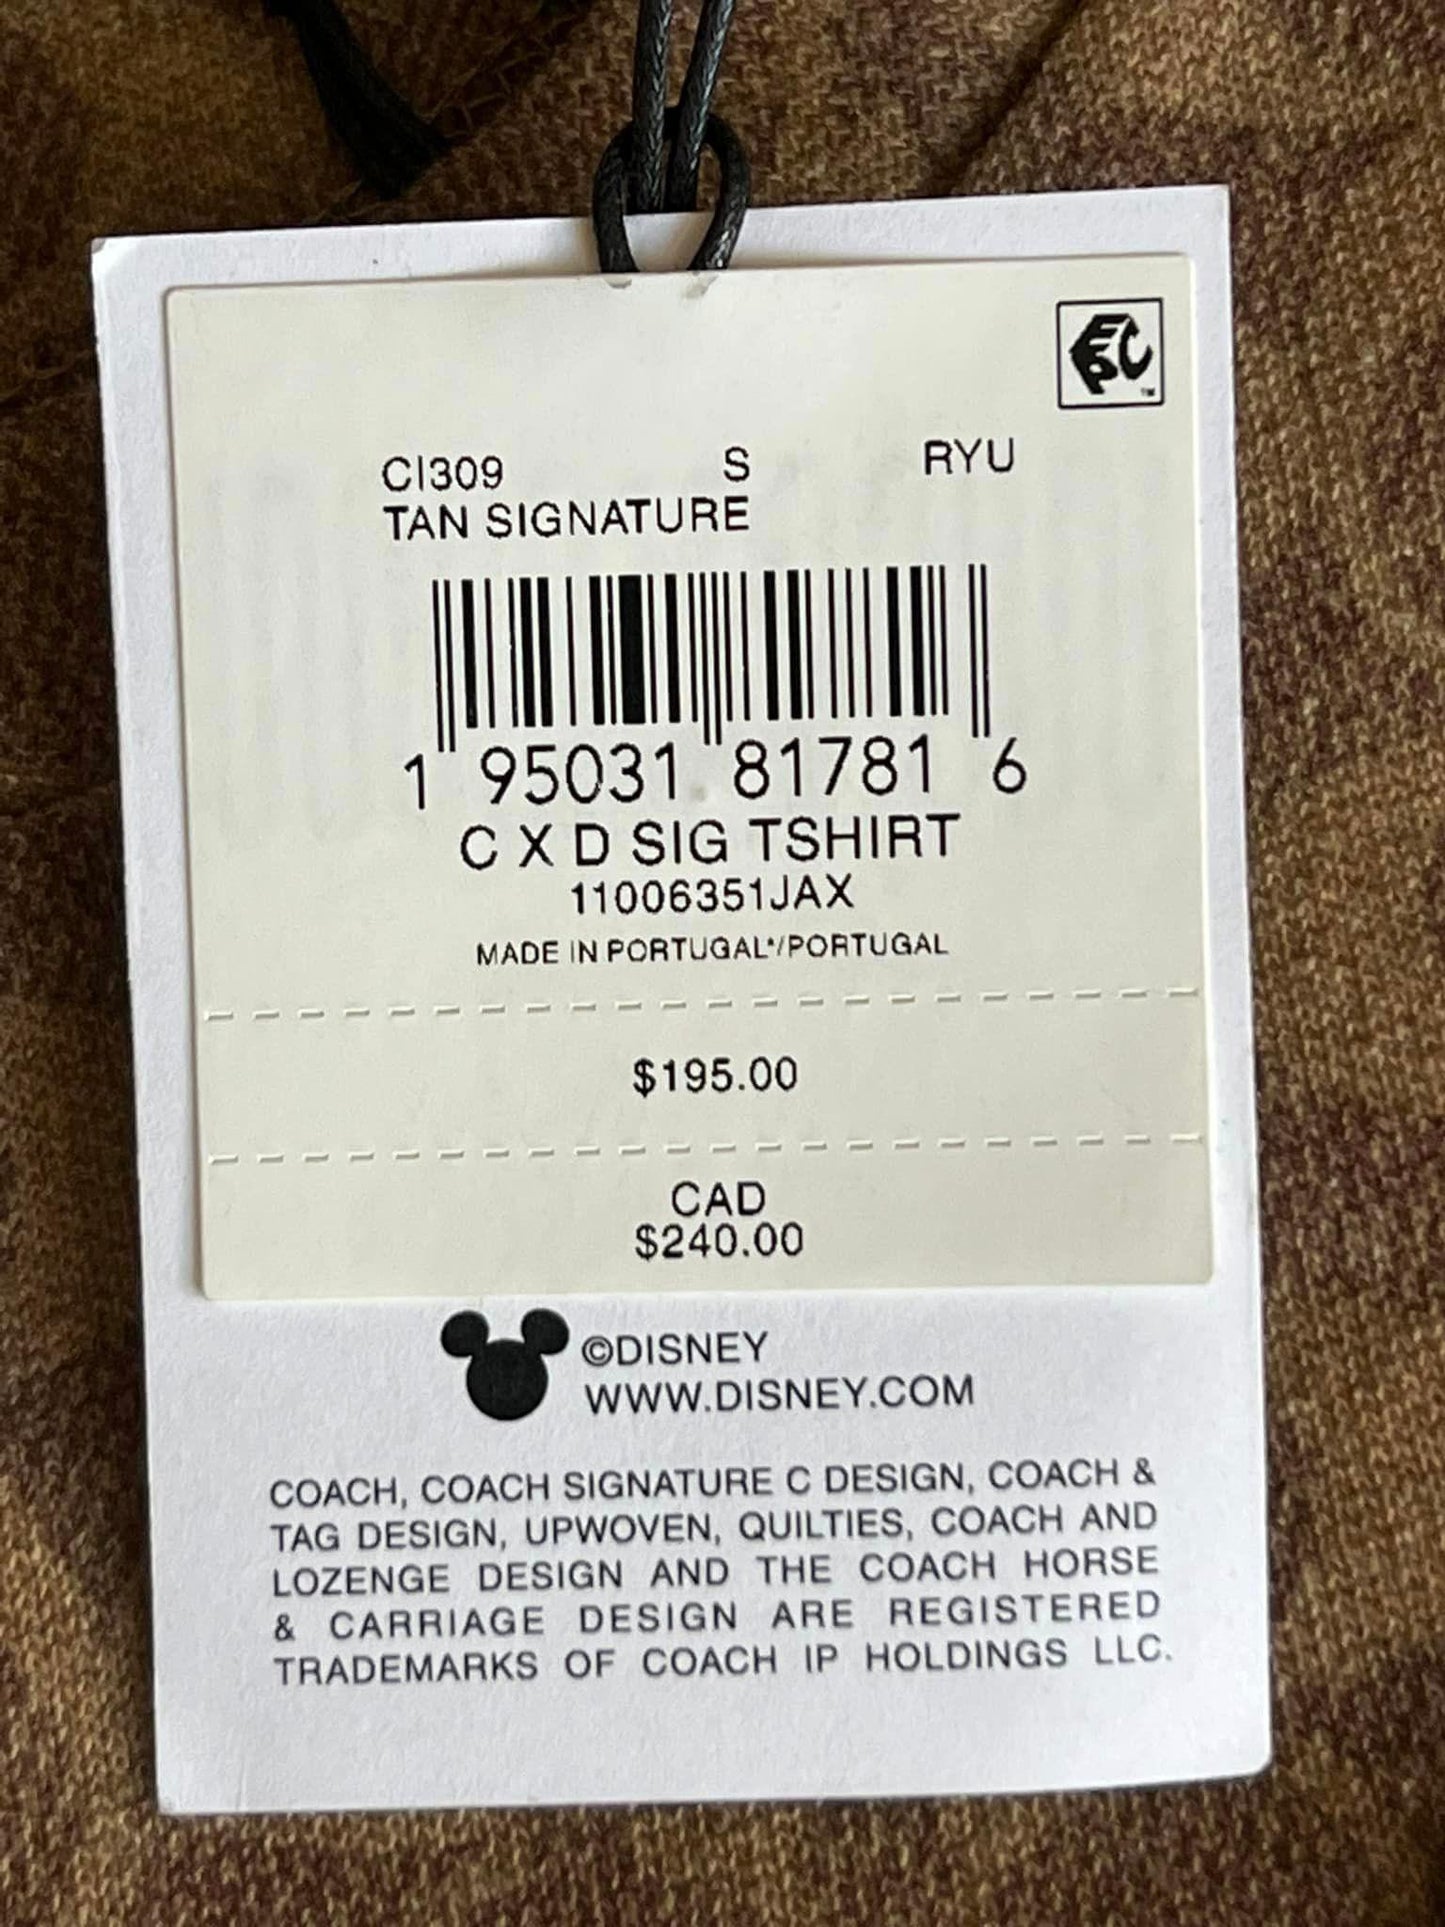 EPC
™
CI309 S RYU
TAN SIGNATURE
1 95031 81781 6
C X D SIG TSHIRT
11006351JAX
MADE IN PORTUGAL*/PORTUGAL
$195.00
CAD
$240.00
©DISNEY
WWW.DISNEY.COM
COACH, COACH SIGNATURE C DESIGN, COACH &
TAG DESIGN, UPWOVEN, QUILTIES, COACH AND
LOZENGE DESIGN AND THE COACH HORSE
& CARRIAGE DESIGN ARE REGISTERED
TRADEMARKS OF COACH IP HOLDINGS LLC.